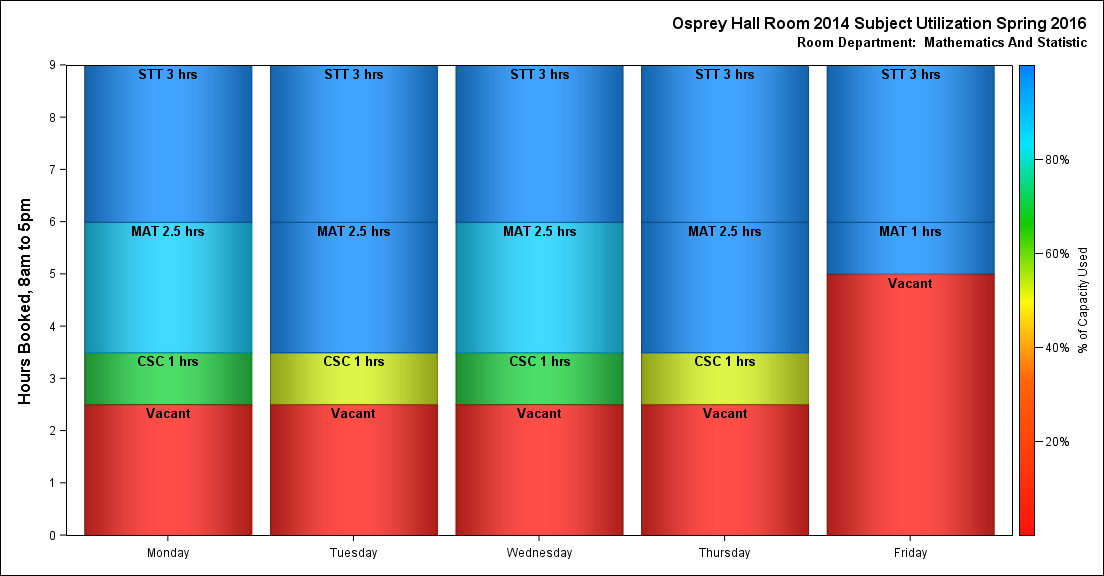 Osprey Hall Room 2014 Subject Utilization Spring 2016
Room Department: Mathematics And Statistic
Hours Booked, 8am to 5pm
9
8
7
6
5
4
3
2
1
0
STT 3 hrs
MAT 2.5 hrs
CSC 1 hrs
Vacant
Monday
STT 3 hrs
MAT 2.5 hrs
CSC 1 hrs
Vacant
Tuesday
STT 3 hrs
MAT 2.5 hrs
CSC 1 hrs
Vacant
Wednesday
STT 3 hrs
MAT 2.5 hrs
CSC 1 hrs
Vacant
Thursday
STT 3 hrs
MAT 1 hrs
Vacant
Friday
80%
60%
40%
20%
% of Capacity Used